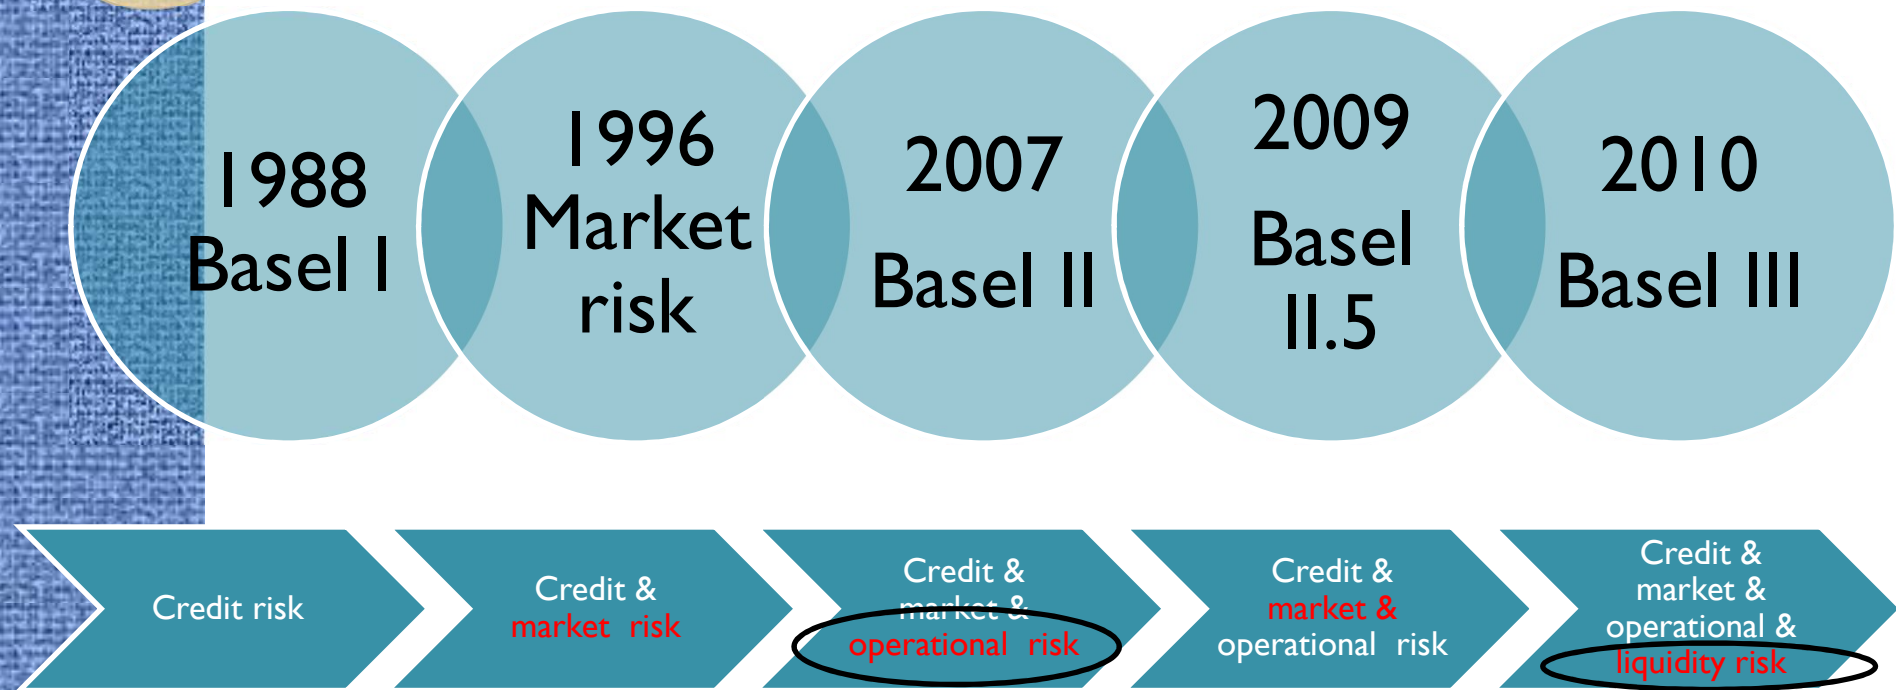 1988
Basel I
1996
Market
risk
2007
Basel II
2009
Basel
II.5
2010
Basel III
Credit risk
Credit &
market risk
Credit &
market &
operational risk
Credit &
market &
operational risk
Credit &
market &
operational &
liquidity risk